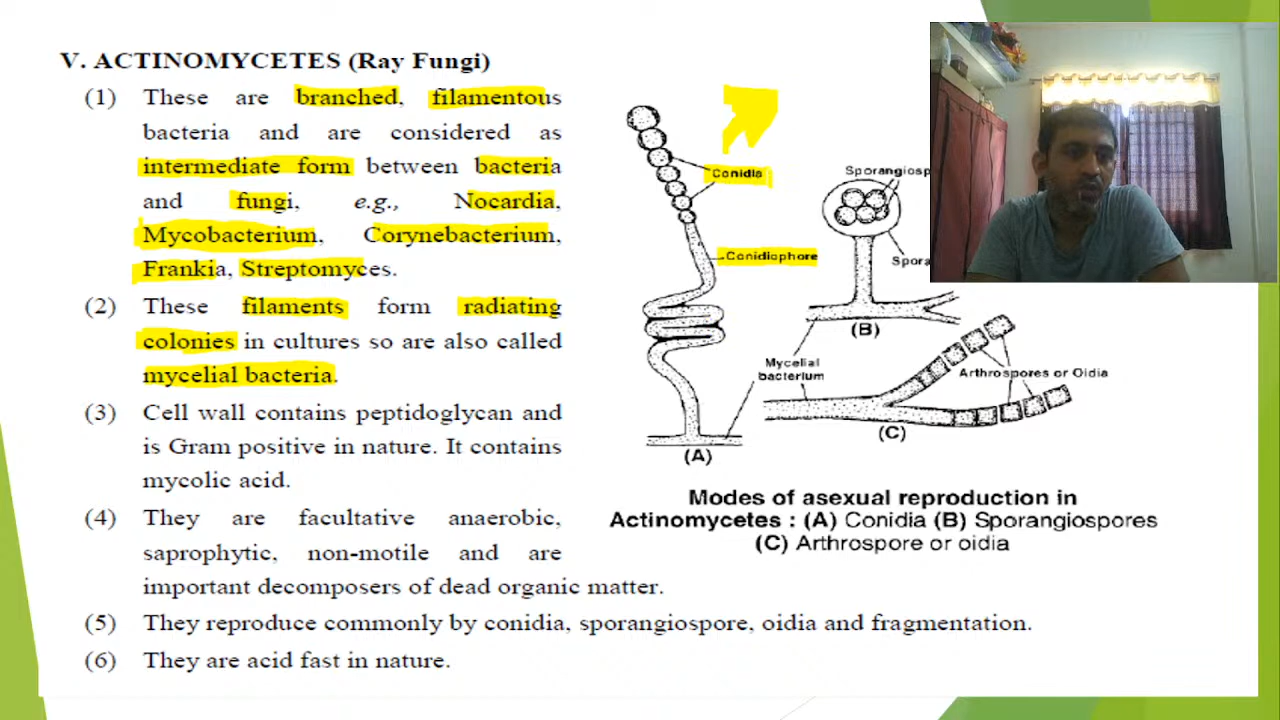 V. ACTINOMYCETES (Ray Fungi)
(1) These are branched, filamentous
bacteria and are considered as
intermediate form between bacteria
and fungi, e.g., Nocardia,
Mycobacterium, Corynebacterium,
Frankia, Streptomyces.
(2) These filaments form radiating
colonies in cultures so are also called
mycelial bacteria.
(3) Cell wall contains peptidoglycan and
is Gram positive in nature. It contains
mycolic acid.
(4) They are facultative anaerobic,
saprophytic, non-motile and are
important decomposers of dead organic matter.
(5) They reproduce commonly by conidia, sporangiospore, oidia and fragmentation.
(6) They are acid fast in nature.
Conidia
Conidiophore
(A)
Sporangiosp
Spora
(B)
Mycelial
bacterium
Arthrospores or Oidia
(C)
Modes of asexual reproduction in
Actinomycetes : (A) Conidia (B) Sporangiospores
(C) Arthrospore or oidia